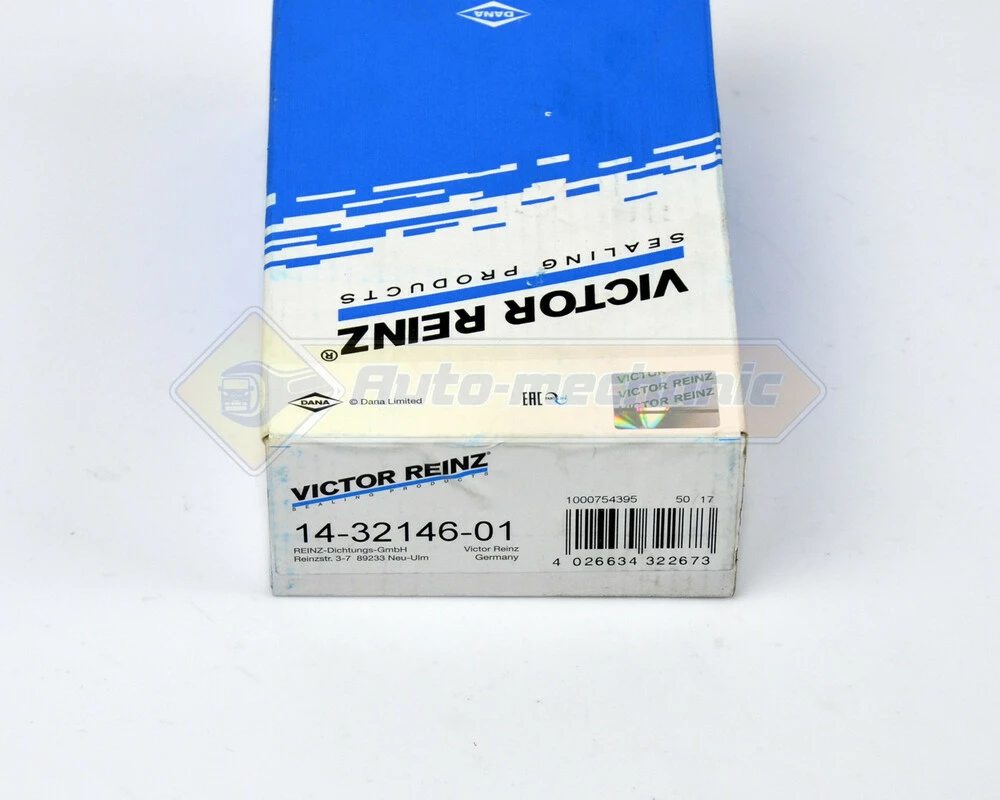 DANA
SEALING PRODUCTS
VICTOR REINZ®
Auto-mechanic
DANA © Dana Limited
EAC
VICTOR REINZ
VICTOR REINZ
VICTOR REINZ
SEALING PRODUCTS
14-32146-01
REINZ-Dichtungs-GmbH
Reinzstr. 3-7 89233 Neu-Ulm
Victor Reinz
Germany
1000754395 50 17
4 026634 322673